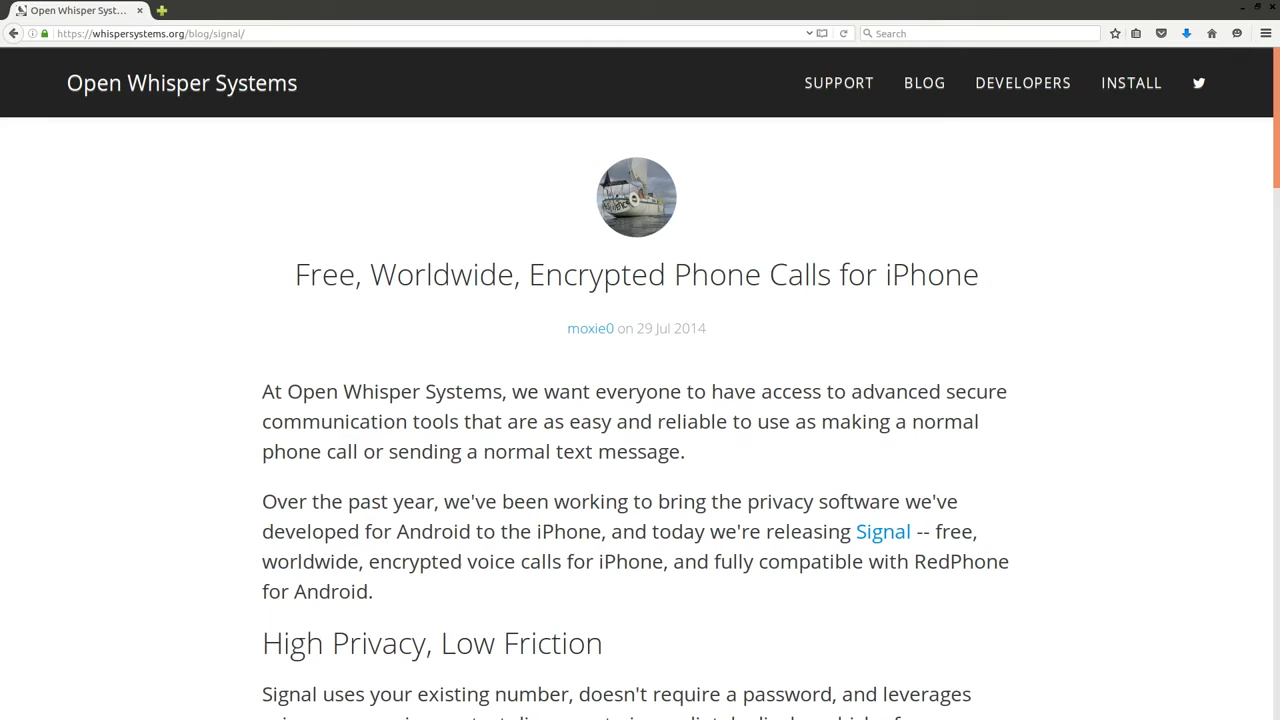 Open Whisper Syst...
https://whispersystems.org/blog/signal/
Search
Open Whisper Systems
SUPPORT BLOG DEVELOPERS INSTALL
Free, Worldwide, Encrypted Phone Calls for iPhone
moxie0 on 29 Jul 2014
At Open Whisper Systems, we want everyone to have access to advanced secure
communication tools that are as easy and reliable to use as making a normal
phone call or sending a normal text message.
Over the past year, we've been working to bring the privacy software we've
developed for Android to the iPhone, and today we're releasing Signal -- free,
worldwide, encrypted voice calls for iPhone, and fully compatible with RedPhone
for Android.
High Privacy, Low Friction
Signal uses your existing number, doesn't require a password, and leverages